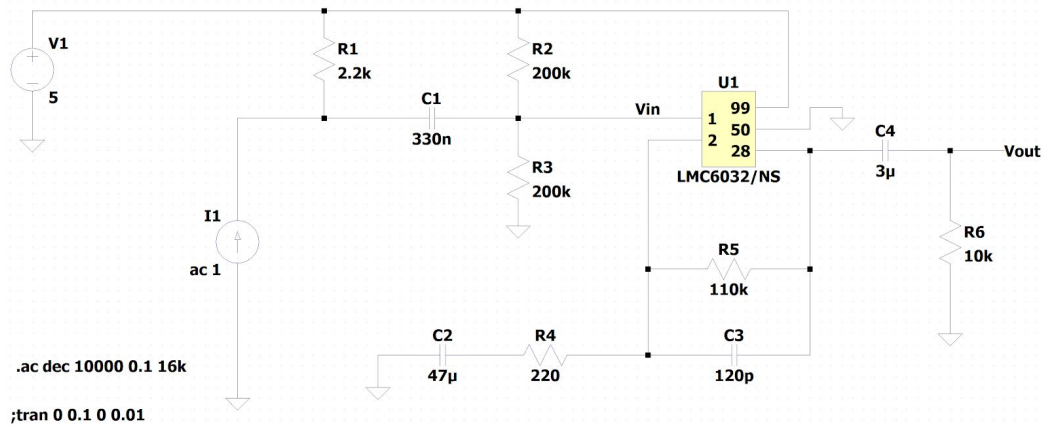 V1
5
R1
2.2k
R2
200k
C1
330n
Vin
U1
1
2
99
50
28
LMC6032/NS
C4
3µ
Vout
R3
200k
R6
10k
I1
ac 1
R5
110k
C2
47µ
R4
220
C3
120p
.ac dec 10000 0.1 16k
;tran 0 0.1 0 0.01